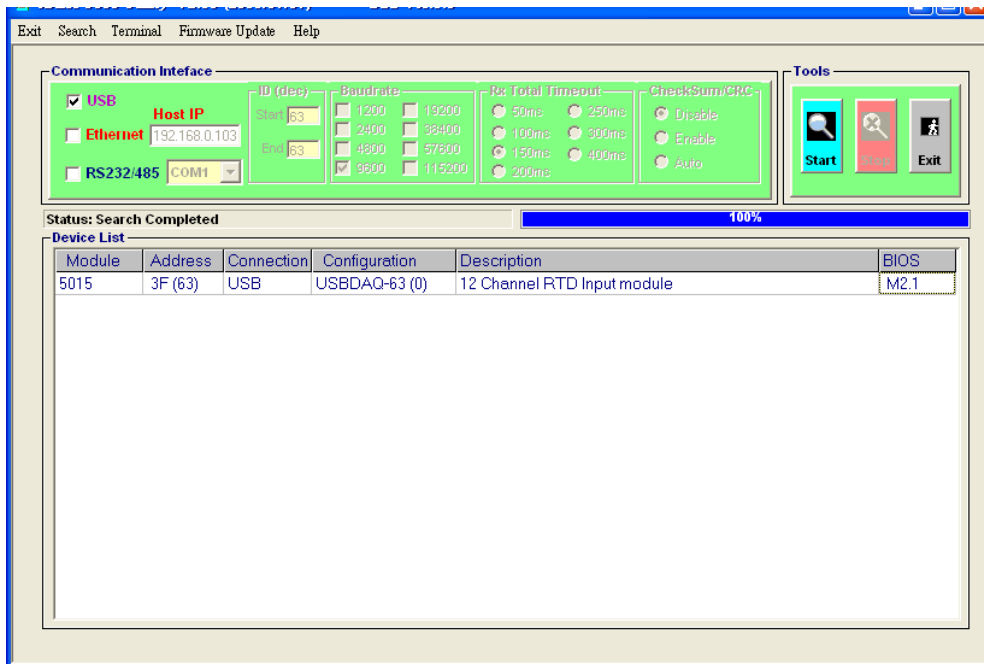 Exit Search Terminal Firmware Update Help
Communication Inteface
USB
Host IP
Ethernet 192.168.0.103
RS232/485 COM1
ID (dec)
Start 63
End 63
Baudrate
1200 19200
2400 38400
4800 57600
9600 115200
Rx Total Timeout
50ms 250ms
100ms 300ms
150ms 400ms
200ms
CheckSum/CRC
Disable
Enable
Auto
Tools
Start Stop Exit
Status: Search Completed
100%
Device List
Module Address Connection Configuration Description BIOS
5015 3F (63) USB USBDAQ-63 (0) 12 Channel RTD Input module M2.1